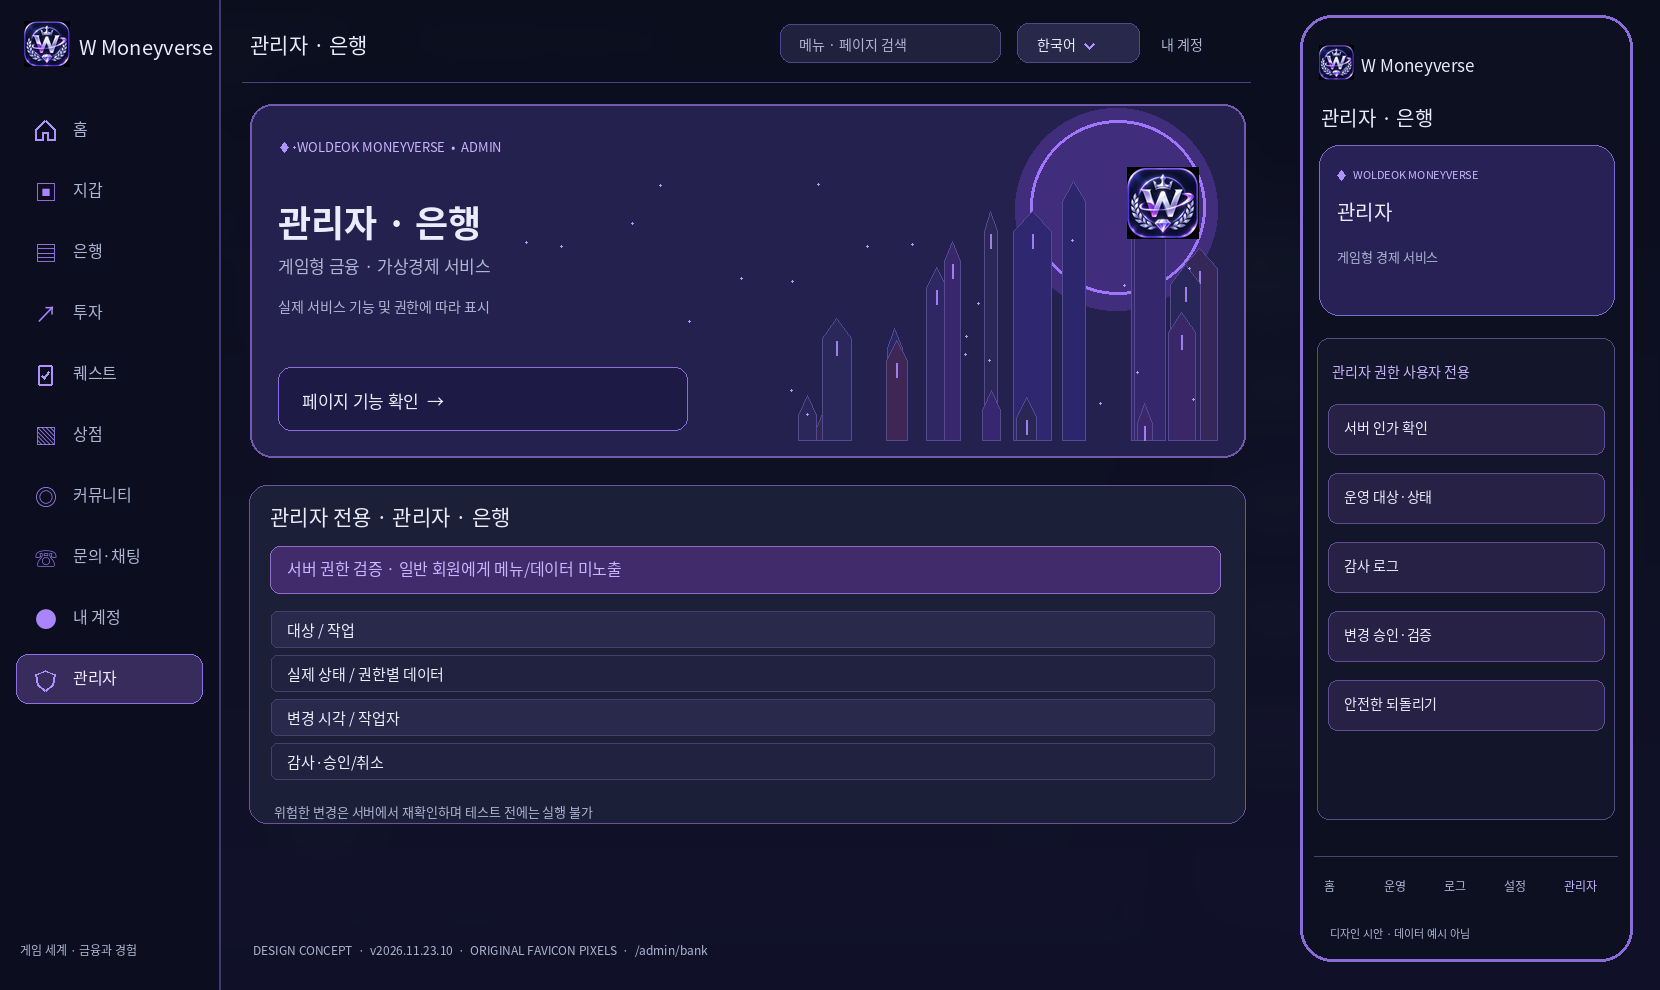 W Moneyverse
홈
지갑
은행
투자
퀘스트
상점
커뮤니티
문의·채팅
내 계정
관리자
게임 세계 · 금융과 경험
관리자 · 은행
메뉴 · 페이지 검색
한국어
내 계정
WOLDEOK MONEYVERSE • ADMIN
관리자 · 은행
게임형 금융 · 가상경제 서비스
실제 서비스 기능 및 권한에 따라 표시
페이지 기능 확인 →
W
관리자 전용 · 관리자 · 은행
서버 권한 검증 · 일반 회원에게 메뉴/데이터 미노출
대상 / 작업
실제 상태 / 권한별 데이터
변경 시각 / 작업자
감사·승인/취소
위험한 변경은 서버에서 재확인하며 테스트 전에는 실행 불가
DESIGN CONCEPT · v2026.11.23.10 · ORIGINAL FAVICON PIXELS · /admin/bank
W Moneyverse
관리자 · 은행
WOLDEOK MONEYVERSE
관리자
게임형 경제 서비스
관리자 권한 사용자 전용
서버 인가 확인
운영 대상·상태
감사 로그
변경 승인·검증
안전한 되돌리기
홈 운영 로그 설정 관리자
디자인 시안 · 데이터 예시 아님